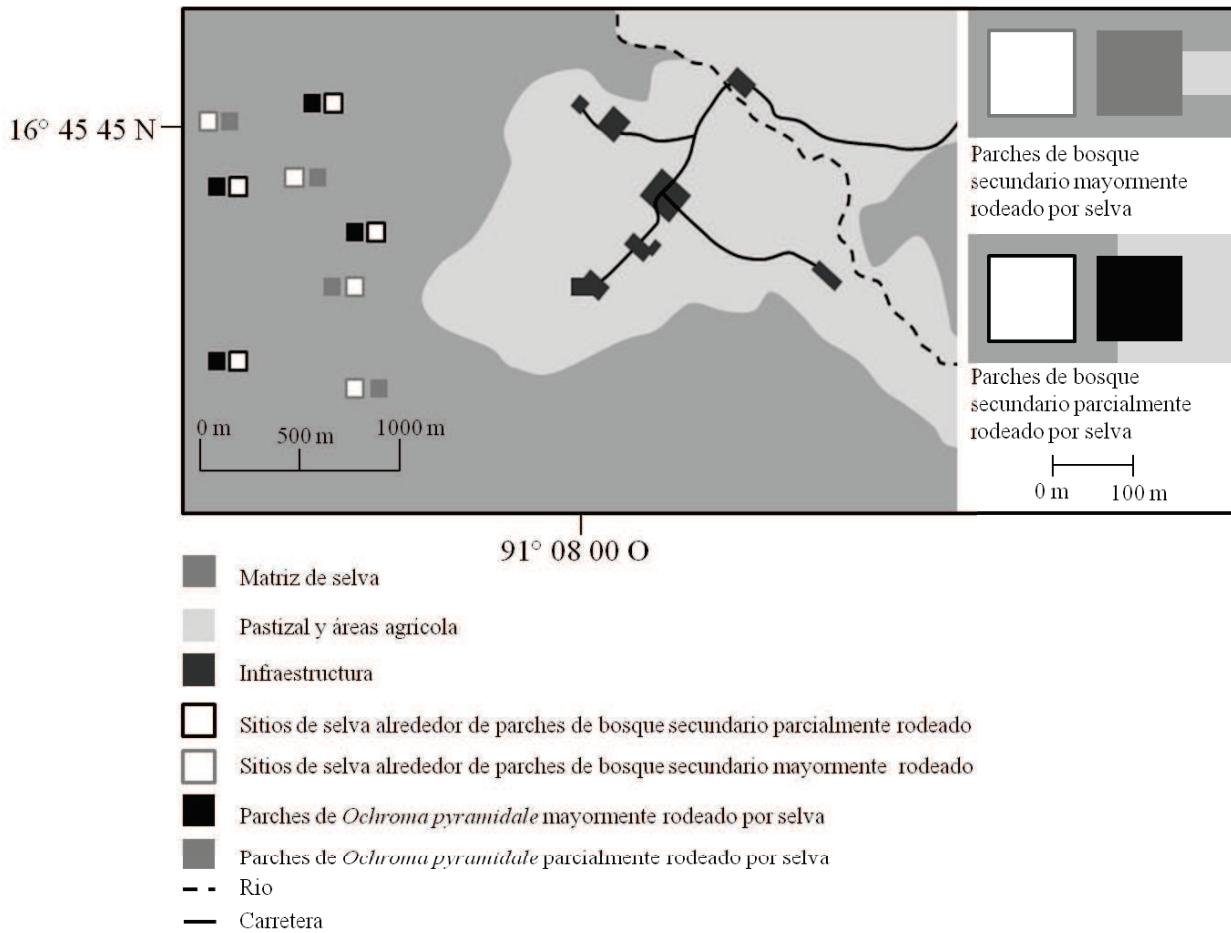 16° 45 45 N
Parches de bosque
secundario mayormente
rodeado por selva
Parches de bosque
secundario parcialmente
rodeado por selva
0 m
500 m
1000 m
0 m
100 m
91° 08 00 O
Matriz de selva
Pastizal y áreas agrícola
Infraestructura
Sitios de selva alrededor de parches de bosque secundario parcialmente rodeado
Sitios de selva alrededor de parches de bosque secundario mayormente rodeado
Parches de Ochroma pyramidale mayormente rodeado por selva
Parches de Ochroma pyramidale parcialmente rodeado por selva
Rio
Carretera